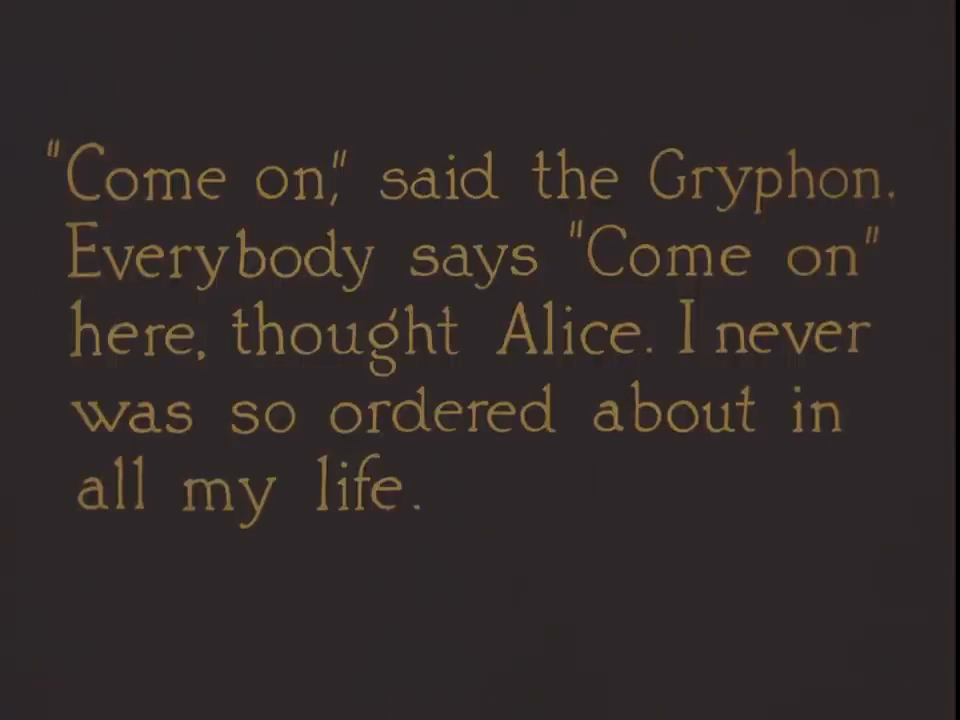 "Come on," said the Gryphon.
Everybody says "Come on"
here, thought Alice. I never
was so ordered about in
all my life.